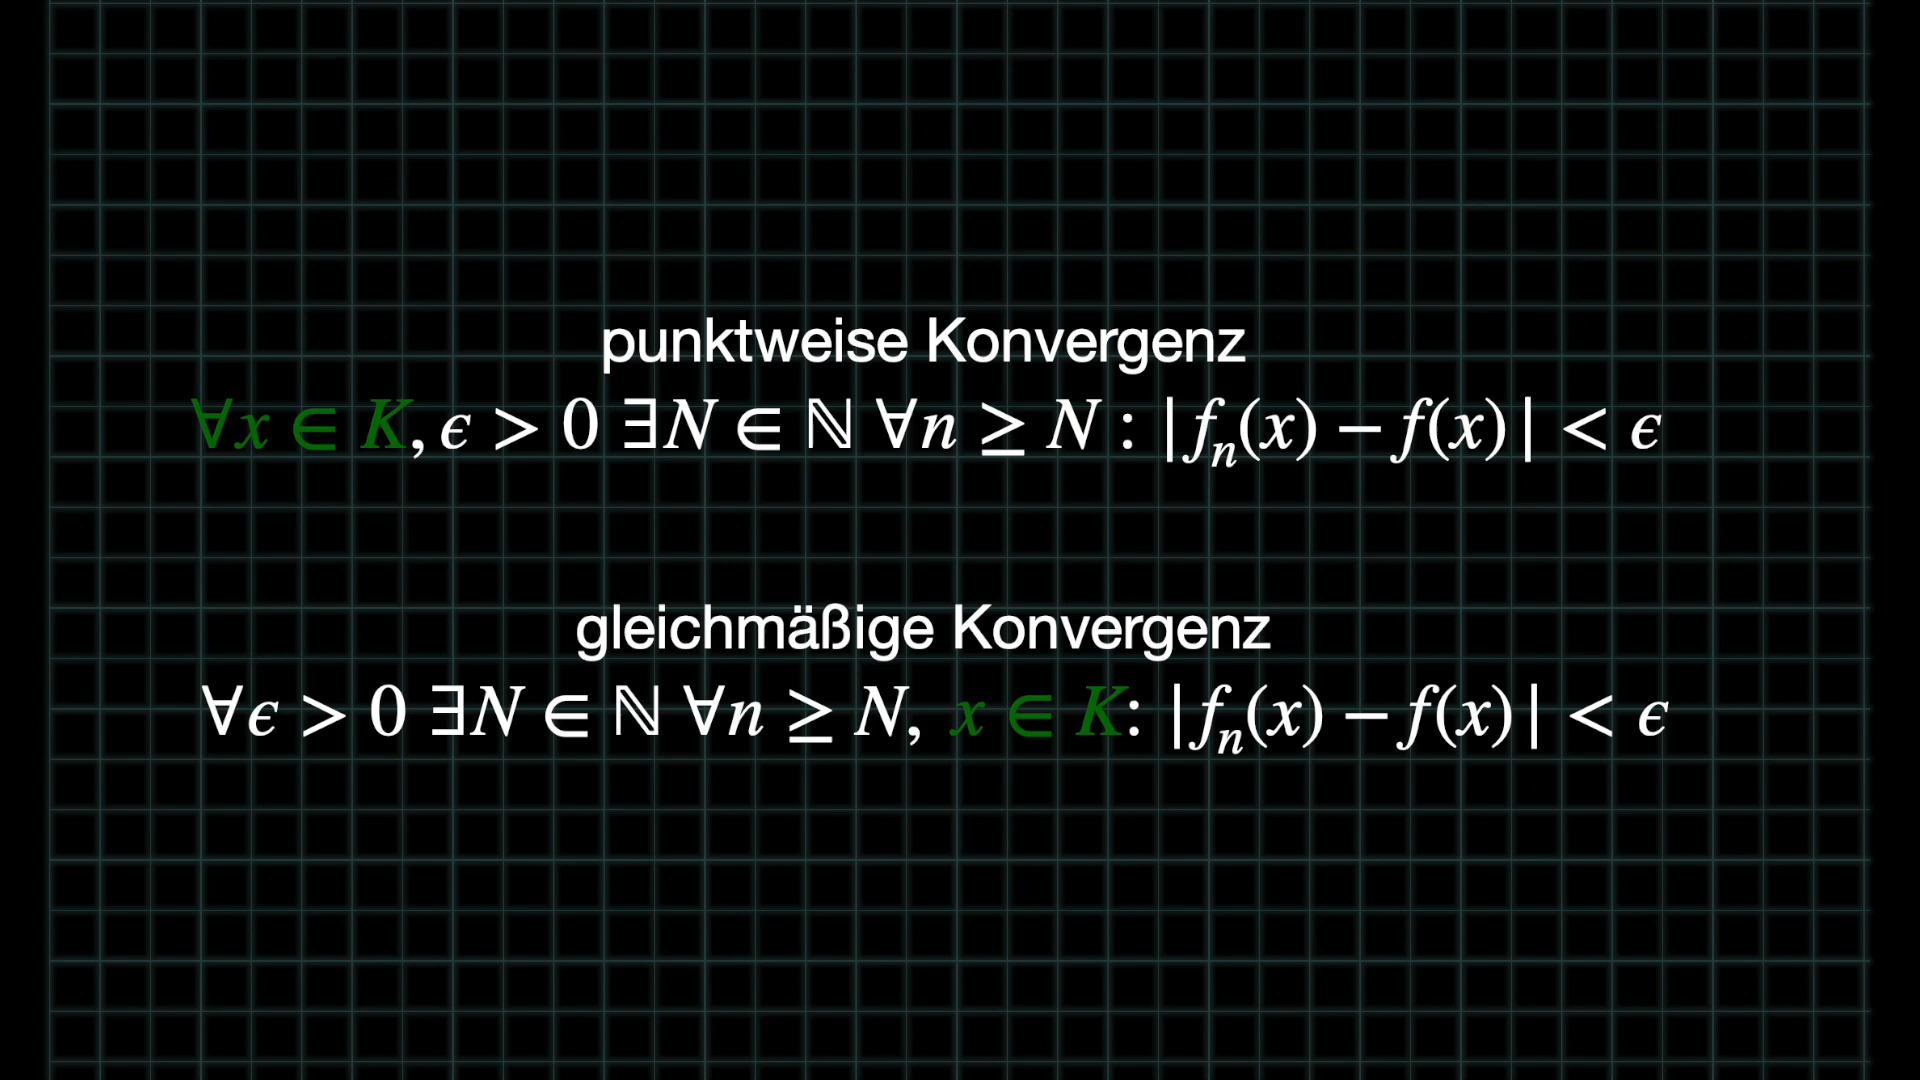 punktweise Konvergenz
∀x ∈ K, ϵ > 0 ∃N ∈ ℕ ∀n ≥ N : |fₙ(x) − f(x)| < ϵ
gleichmäßige Konvergenz
∀ϵ > 0 ∃N ∈ ℕ ∀n ≥ N, x ∈ K: |fₙ(x) − f(x)| < ϵ